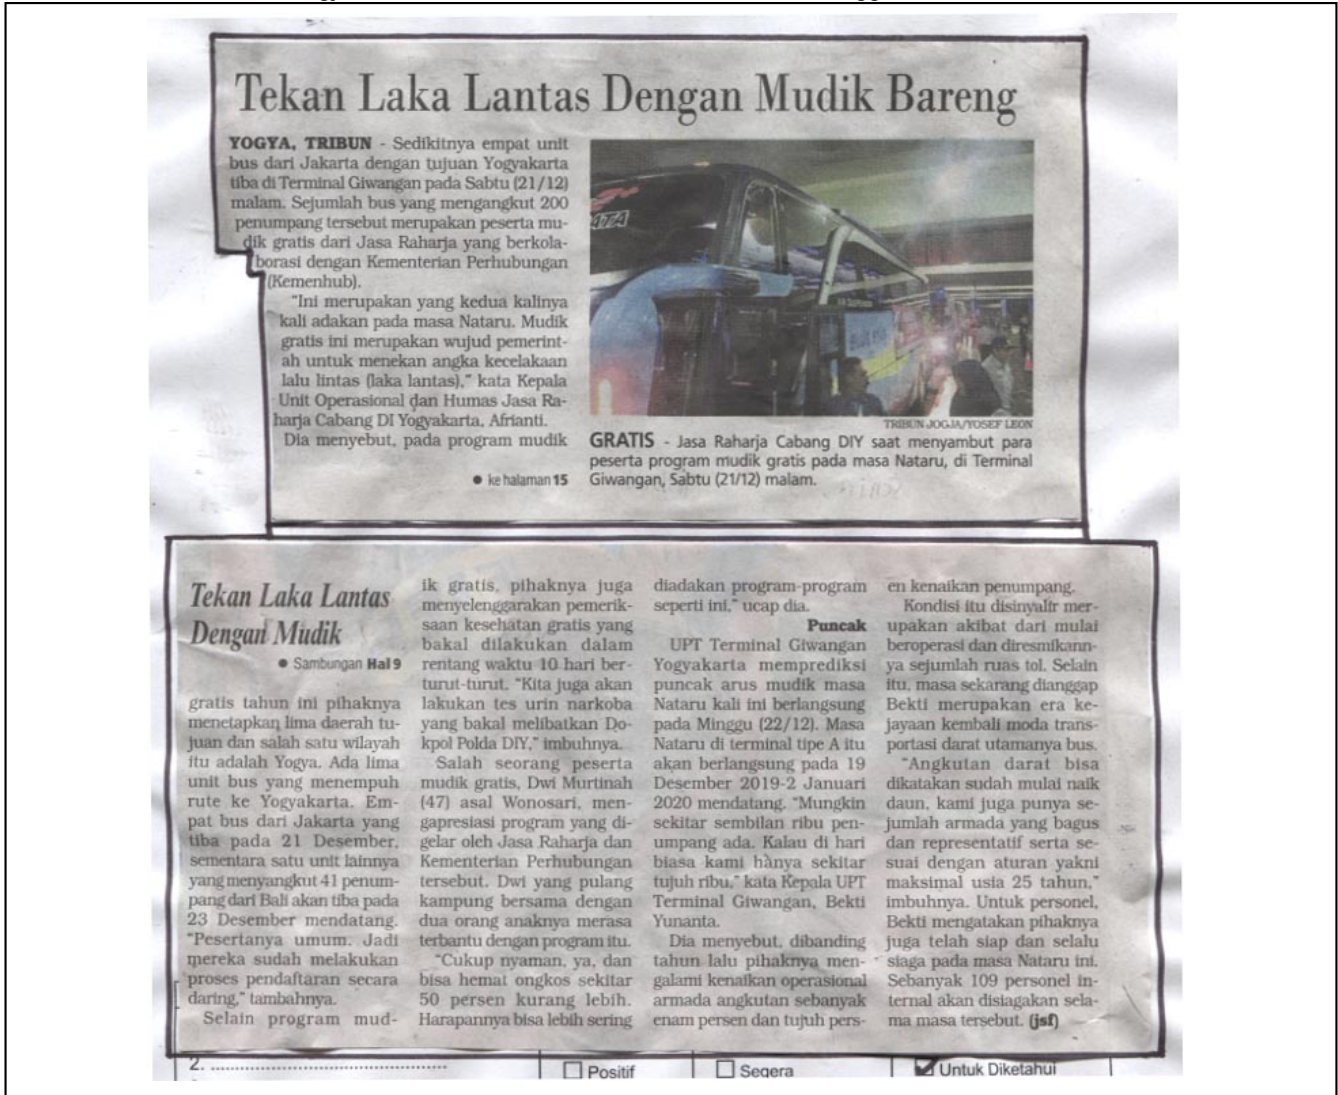 Tekan Laka Lantas Dengan Mudik Bareng
YOGYA, TRIBUN - Sedikitnya empat unit
bus dari Jakarta dengan tujuan Yogyakarta
tiba di Terminal Giwangan pada Sabtu (21/12)
malam. Sejumlah bus yang mengangkut 200
penumpang tersebut merupakan peserta mu-
dik gratis dari Jasa Raharja yang berkola-
borasi dengan Kementerian Perhubungan
(Kemenhub).
"Ini merupakan yang kedua kalinya
kali adakan pada masa Nataru. Mudik
gratis ini merupakan wujud pemerint-
ah untuk menekan angka kecelakaan
lalu lintas (laka lantas)," kata Kepala
Unit Operasional dan Humas Jasa Ra-
harja Cabang DI Yogyakarta, Afrianti.
Dia menyebut, pada program mudik
● ke halaman 15
ATA
TRIBUN JOGJA/YOSEF LEON
GRATIS - Jasa Raharja Cabang DIY saat menyambut para
peserta program mudik gratis pada masa Nataru, di Terminal
Giwangan, Sabtu (21/12) malam.
Tekan Laka Lantas
Dengan Mudik
● Sambungan Hal 9
gratis tahun ini pihaknya
menetapkan lima daerah tu-
juan dan salah satu wilayah
itu adalah Yogya. Ada lima
unit bus yang menempuh
rute ke Yogyakarta. Em-
pat bus dari Jakarta yang
tiba pada 21 Desember,
sementara satu unit lainnya
yang menyangkut 41 penum-
pang dari Bali akan tiba pada
23 Desember mendatang.
"Pesertanya umum. Jadi
mereka sudah melakukan
proses pendaftaran secara
daring," tambahnya.
Selain program mud-
ik gratis, pihaknya juga
menyelenggarakan pemerik-
saan kesehatan gratis yang
bakal dilakukan dalam
rentang waktu 10 hari ber-
turut-turut. "Kita juga akan
lakukan tes urin narkoba
yang bakal melibatkan Do-
kpol Polda DIY," imbuhnya.
Salah seorang peserta
mudik gratis, Dwi Murtinah
(47) asal Wonosari, men-
gapresiasi program yang di-
gelar oleh Jasa Raharja dan
Kementerian Perhubungan
tersebut. Dwi yang pulang
kampung bersama dengan
dua orang anaknya merasa
terbantu dengan program itu.
"Cukup nyaman, ya, dan
bisa hemat ongkos sekitar
50 persen kurang lebih.
Harapannya bisa lebih sering
diadakan program-program
seperti ini," ucap dia.
Puncak
UPT Terminal Giwangan
Yogyakarta memprediksi
puncak arus mudik masa
Nataru kali ini berlangsung
pada Minggu (22/12). Masa
Nataru di terminal tipe A itu
akan berlangsung pada 19
Desember 2019-2 Januari
2020 mendatang. "Mungkin
sekitar sembilan ribu pen-
umpang ada. Kalau di hari
biasa kami hanya sekitar
tujuh ribu," kata Kepala UPT
Terminal Giwangan, Bekti
Yunanta.
Dia menyebut, dibanding
tahun lalu pihaknya men-
galami kenaikan operasional
armada angkutan sebanyak
enam persen dan tujuh pers-
en kenaikan penumpang.
Kondisi itu disinyalir mer-
upakan akibat dari mulai
beroperasi dan diresmikann-
ya sejumlah ruas tol. Selain
itu, masa sekarang dianggap
Bekti merupakan era ke-
jayaan kembali moda trans-
portasi darat utamanya bus.
"Angkutan darat bisa
dikatakan sudah mulai naik
daun, kami juga punya se-
jumlah armada yang bagus
dan representatif serta se-
suai dengan aturan yakni
maksimal usia 25 tahun,"
imbuhnya. Untuk personel,
Bekti mengatakan pihaknya
juga telah siap dan selalu
siaga pada masa Nataru ini.
Sebanyak 109 personel in-
ternal akan disiagakan sela-
ma masa tersebut. (jsf)
2. ................................................
Positif
Segera
Untuk Diketahui